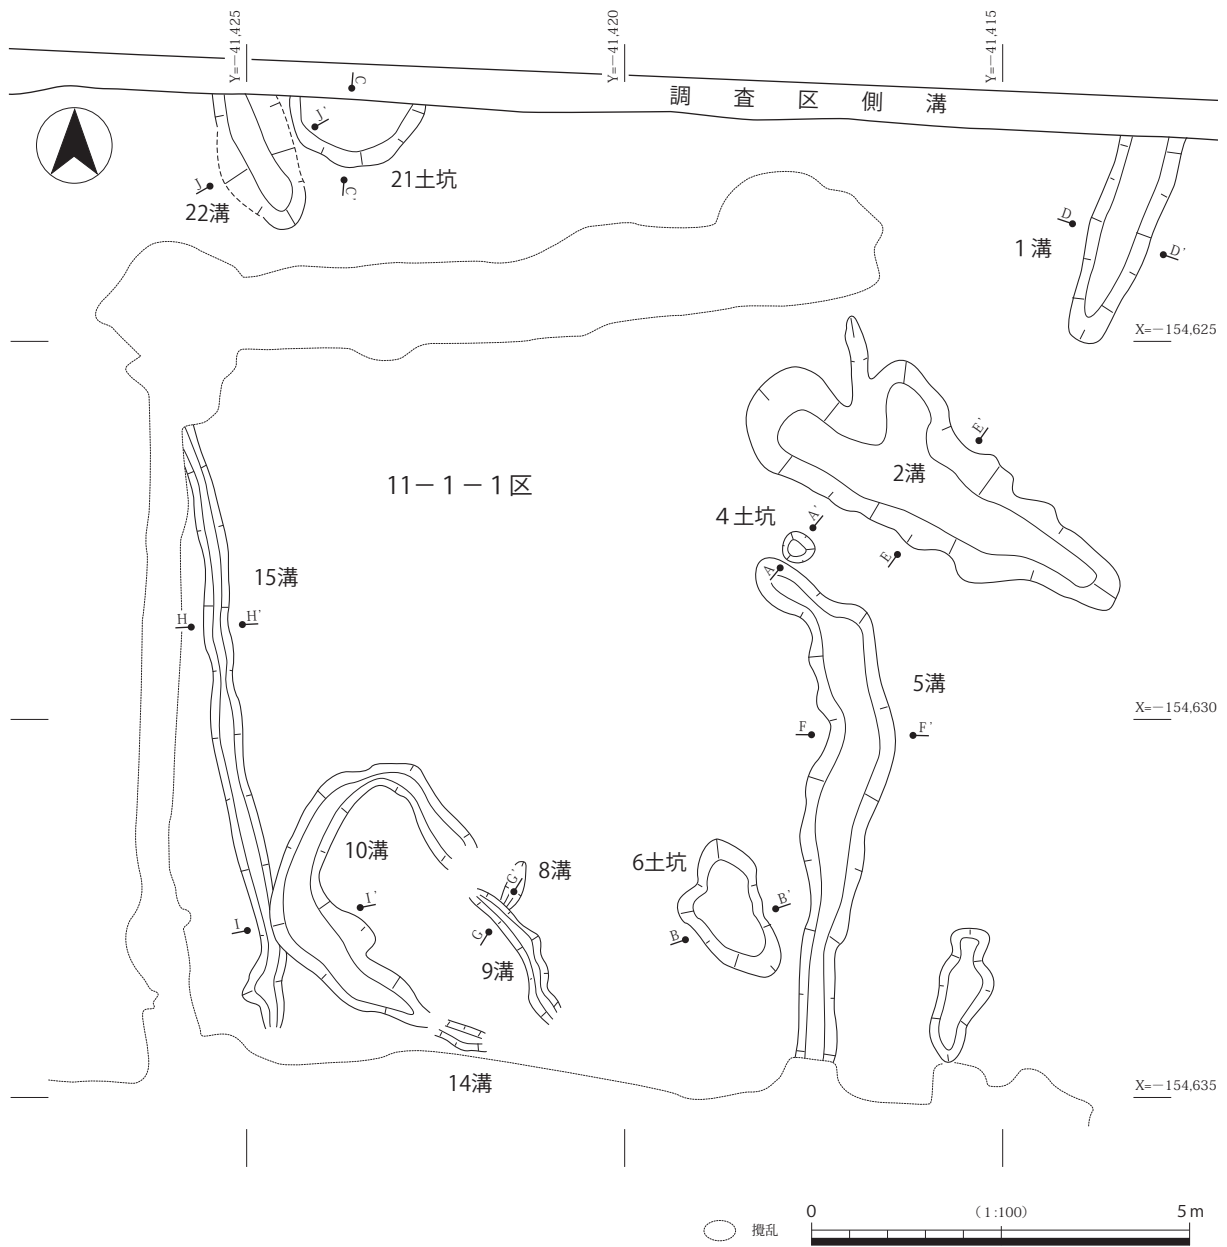 Y=－41,425
Y=－41,420
Y=－41,415
調査区側溝
C
J'
J
C'
21土坑
22溝
D
D'
1溝
X=－154,625
E'
2溝
11－1－1区
4土坑
A'
A
E
15溝
H
H'
5溝
F
F'
X=－154,630
10溝
6土坑
8溝
G'
I'
I
G
B'
B
9溝
14溝
X=－154,635
攪乱
0
（1:100）
5m